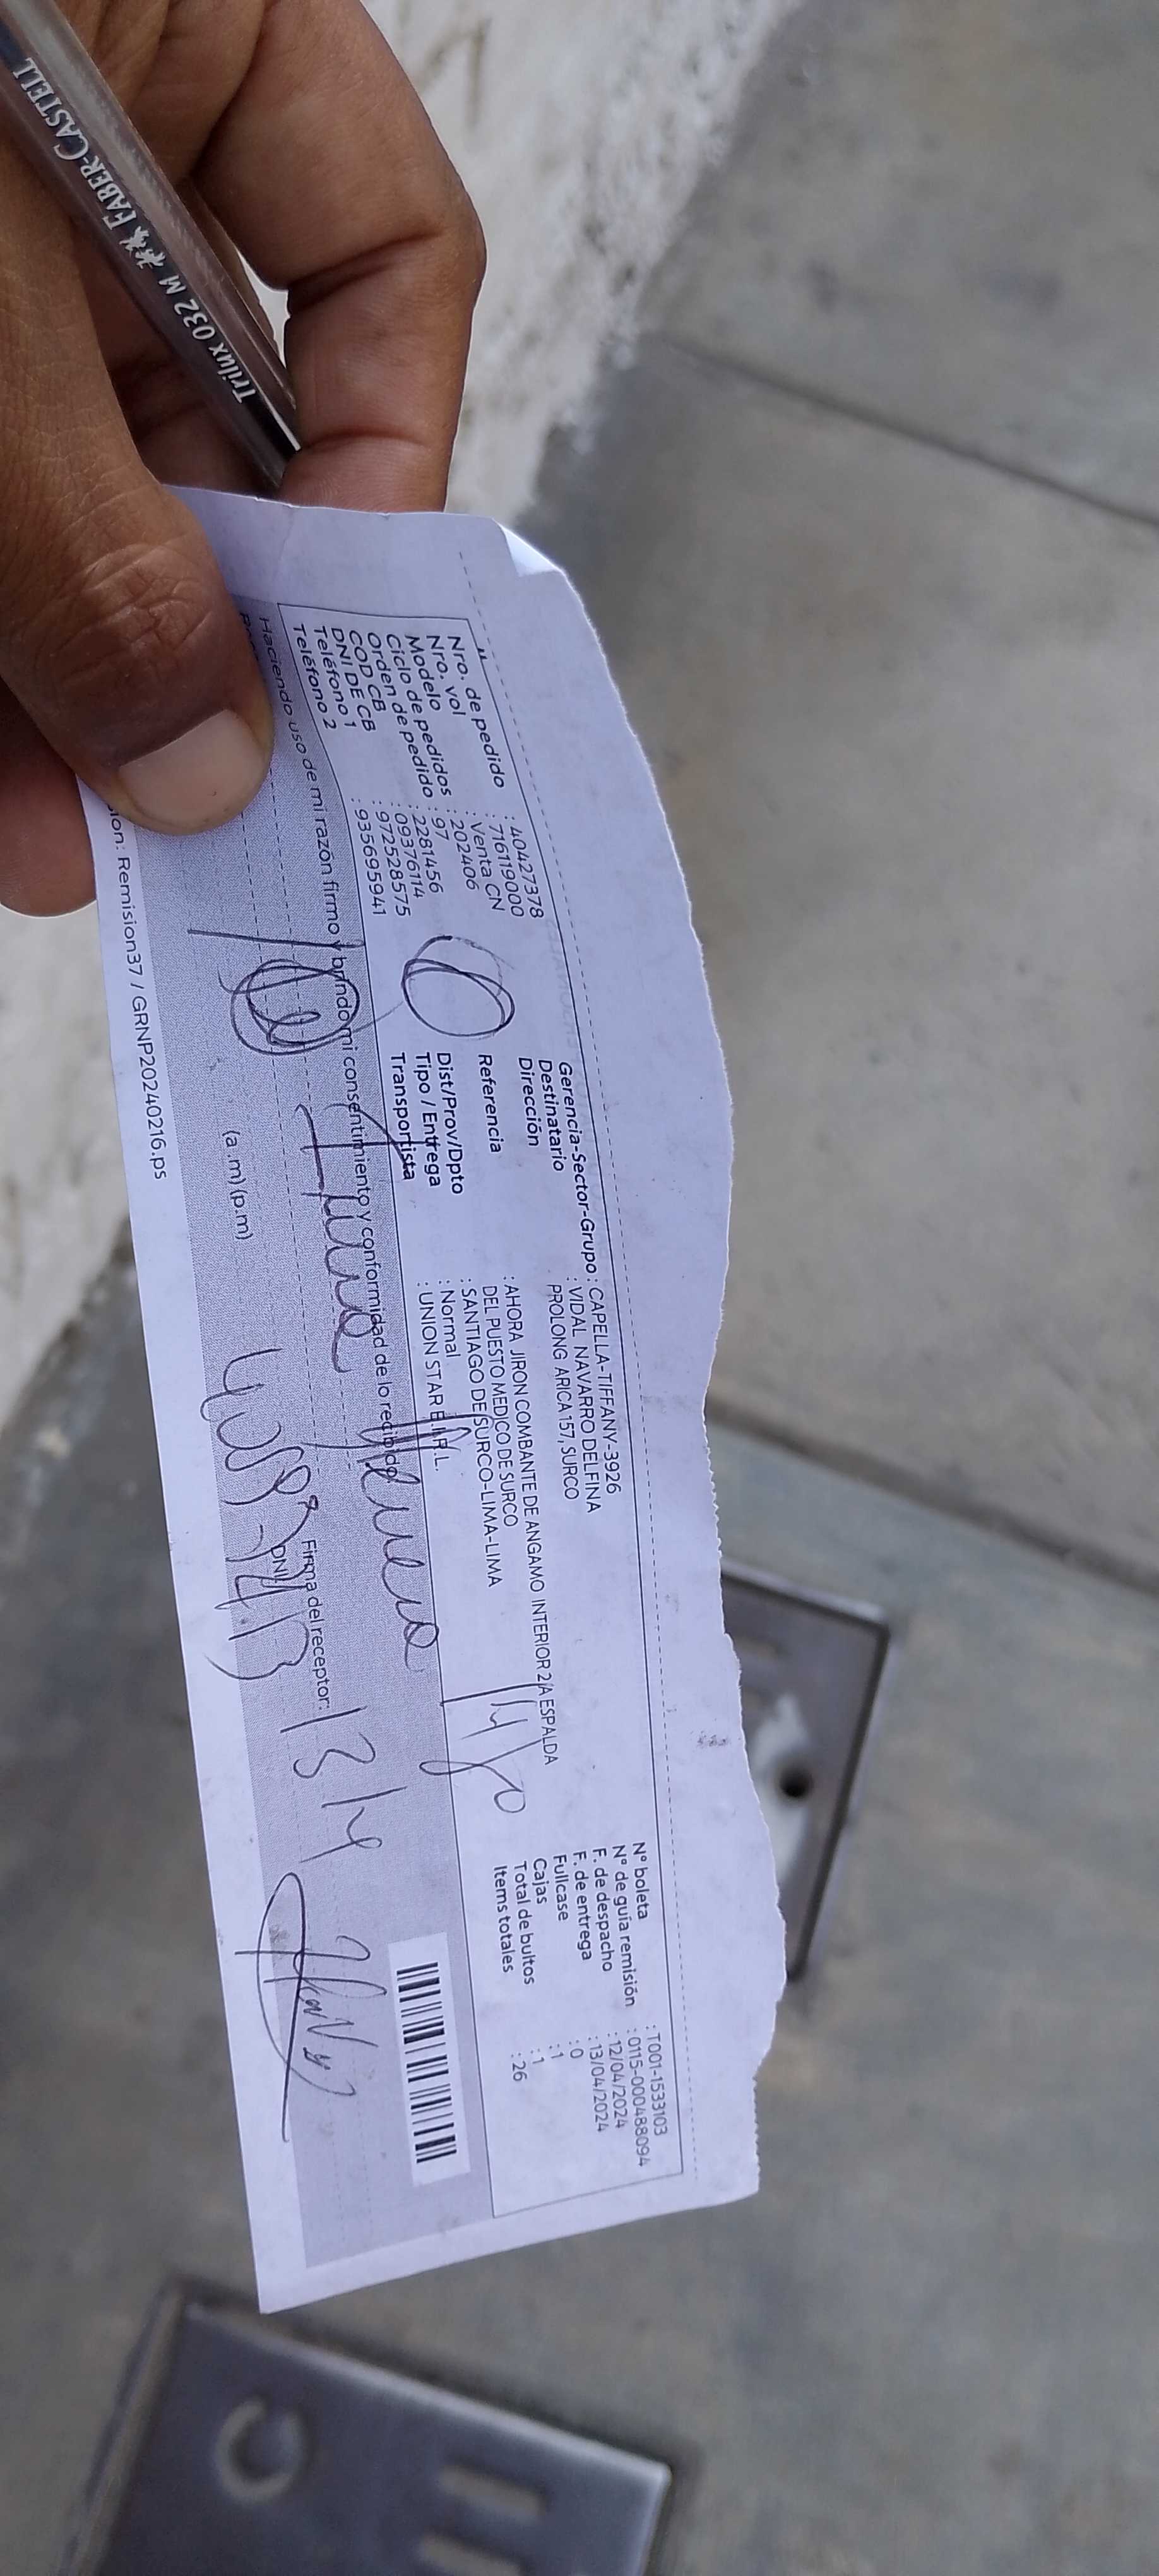 FABER-CASTELL
Trilux 032 M
Nro. de pedido : 40427378
Nro. vol : 716119000
Modelo : Venta CN
Ciclo de pedidos : 202406
Orden de pedido : 97
COD CB : 2281456
DNI DE CB : 09376114
Teléfono 1 : 972528575
Teléfono 2 : 935695941
Gerencia-Sector-Grupo : CAPELLA-TIFFANY-3926
Destinatario : VIDAL NAVARRO DELFINA
Dirección PROLONG ARICA 157, SURCO
Referencia : AHORA JIRON COMBANTE DE ANGAMO INTERIOR 2/A ESPALDA
DEL PUESTO MEDICO DE SURCO
Dist/Prov/Dpto : SANTIAGO DE SURCO-LIMA-LIMA
Tipo / Entrega : Normal
Transportista : UNION STAR E.I.R.L.
N° boleta : T001-1533103
N° de guía remisión : 0115-000488094
F. de despacho : 12/04/2024
F. de entrega : 13/04/2024
Fullcase : 0
Cajas : 1
Total de bultos : 1
Items totales : 26
Haciendo uso de mi razón firmo y brindo mi consentimiento y conformidad de lo recibido.
Firma del receptor:
13/4
(a.m) (p.m)
DNI
ion: Remision37 / GRNP20240216.ps